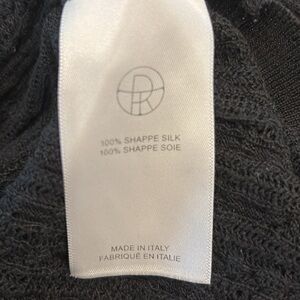 100% SHAPPE SILK
100% SHAPPE SOIE
MADE IN ITALY
FABRIQUÉ EN ITALIE